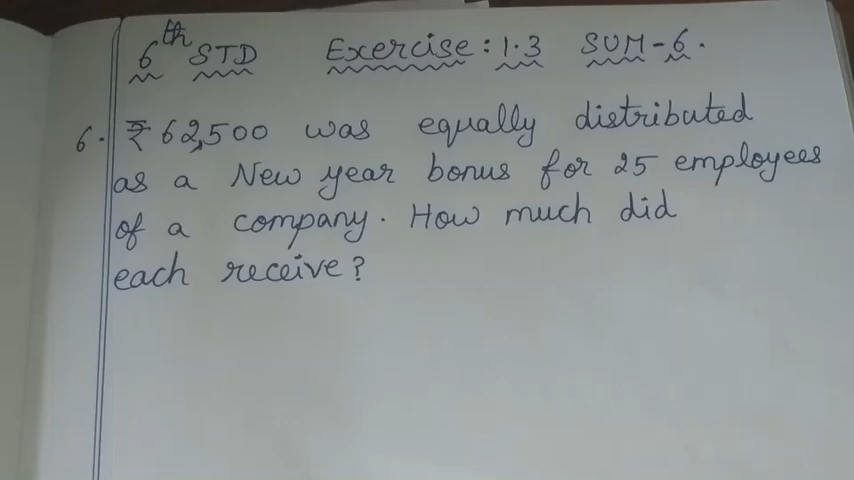 6th STD Exercise: 1.3 SUM-6.
6. ₹ 62,500 was equally distributed
as a New year bonus for 25 employees
of a company. How much did
each receive?